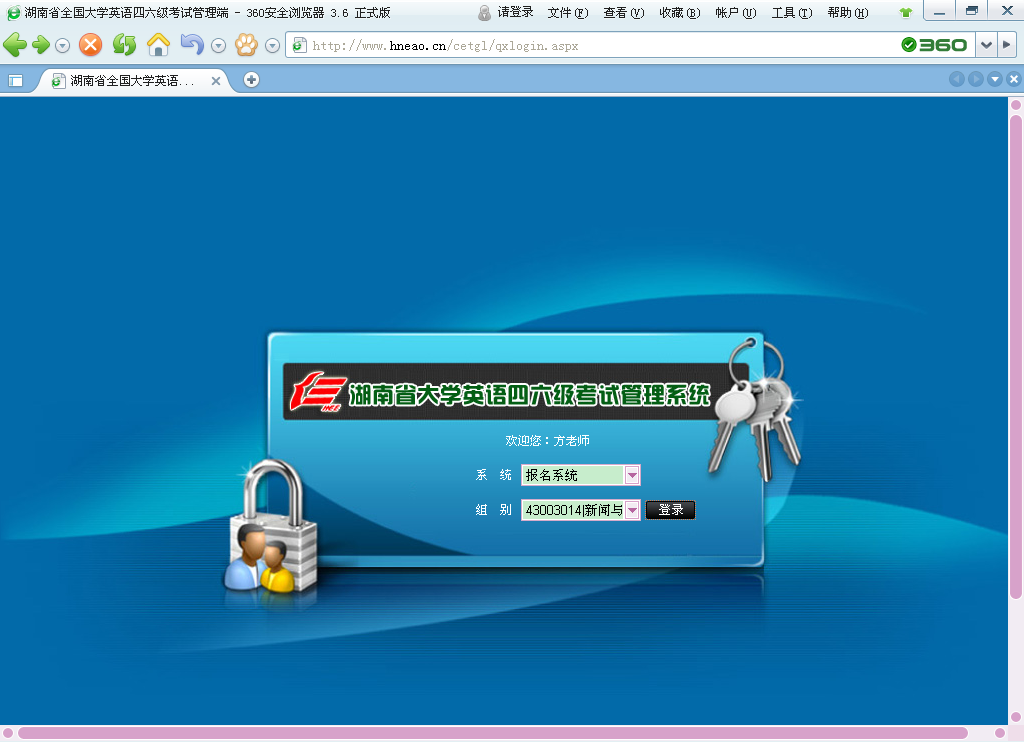 湖南省全国大学英语四六级考试管理端 - 360安全浏览器 3.6 正式版
请登录 文件(F) 查看(V) 收藏(B) 帐户(U) 工具(T) 帮助(H)
http://www.hneao.cn/cetgl/qxlogin.aspx
360
湖南省全国大学英语...
湖南省大学英语四六级考试管理系统
欢迎您：方老师
系 统 报名系统
组 别 43003014|新闻与
登录